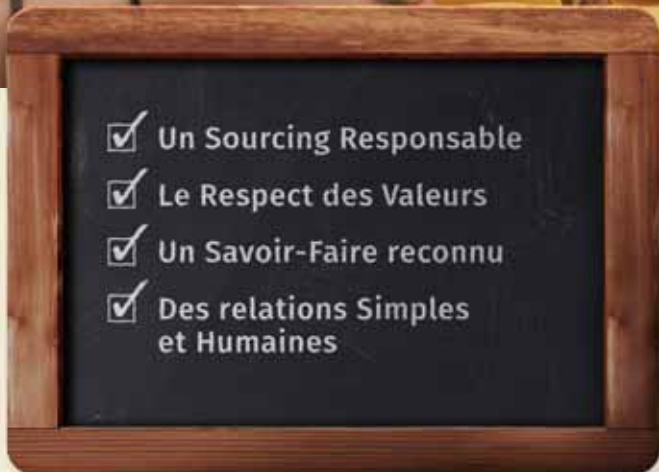 Un Sourcing Responsable
Le Respect des Valeurs
Un Savoir-Faire reconnu
Des relations Simples
et Humaines